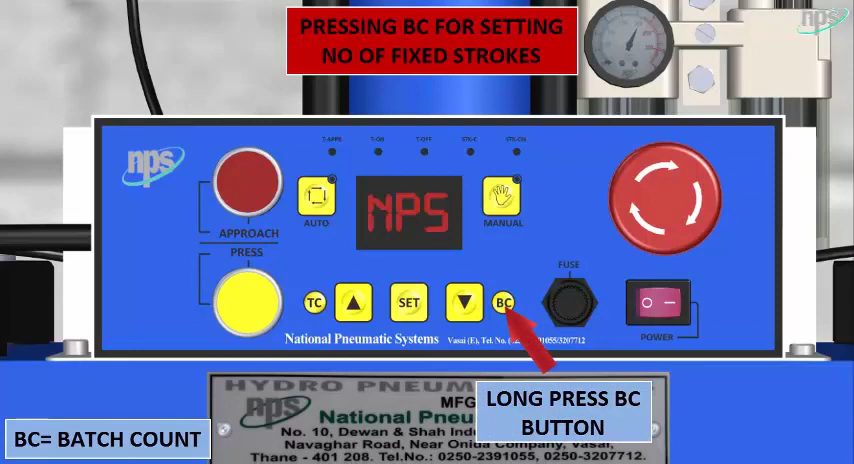 PRESSING BC FOR SETTING
NO OF FIXED STROKES
nps
nps
T-APPR. T-ON T-OFF STK-C STK-ON
NPS
AUTO
MANUAL
APPROACH
PRESS
FUSE
TC
SET
BC
POWER
National Pneumatic Systems Vasai (E), Tel. No.
HYDRO PNEUM
MFG
nps
National Pneu
No. 10, Dewan & Shah Ind
Navaghar Road, Near Onida Company, Vasai,
Thane - 401 208. Tel.No.: 0250-2391055, 0250-3207712.
LONG PRESS BC
BUTTON
BC= BATCH COUNT